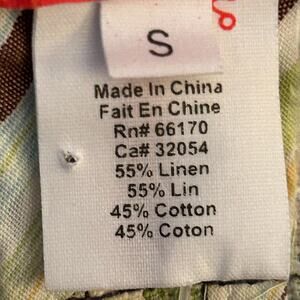 S
Made In China
Fait En Chine
Rn# 66170
Ca# 32054
55% Linen
55% Lin
45% Cotton
45% Coton